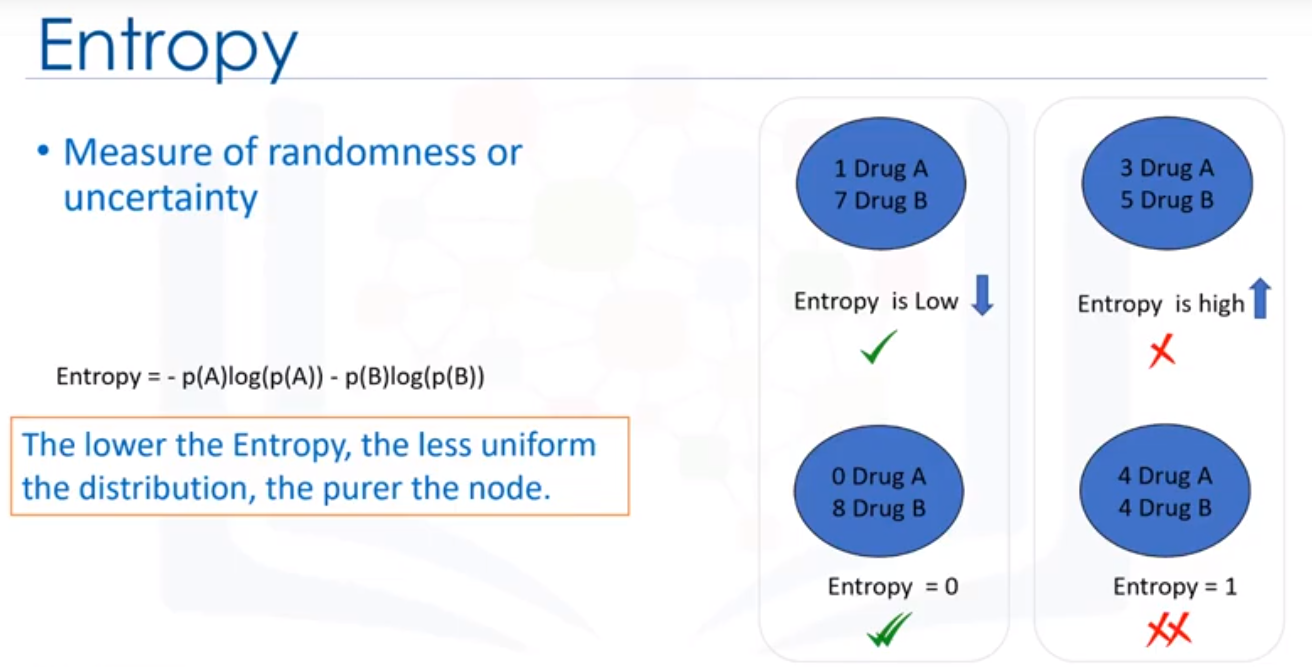 Entropy
• Measure of randomness or
uncertainty
Entropy = - p(A)log(p(A)) - p(B)log(p(B))
The lower the Entropy, the less uniform
the distribution, the purer the node.
1 Drug A
7 Drug B
Entropy is Low
0 Drug A
8 Drug B
Entropy = 0
3 Drug A
5 Drug B
Entropy is high
4 Drug A
4 Drug B
Entropy = 1